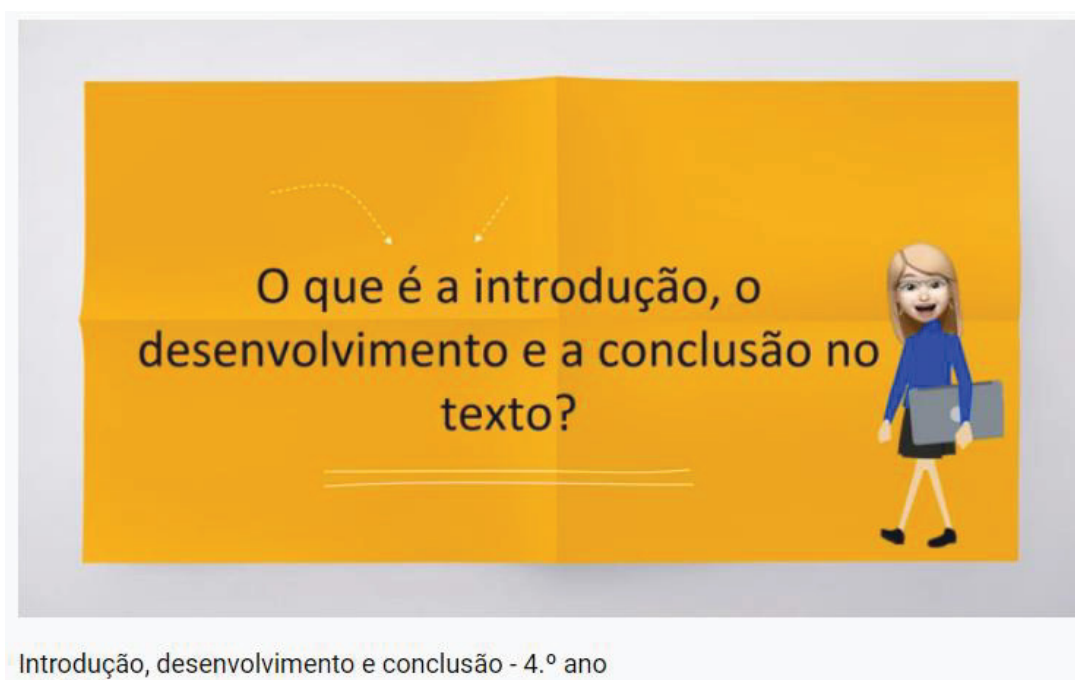 O que é a introdução, o
desenvolvimento e a conclusão no
texto?
Introdução, desenvolvimento e conclusão - 4.º ano